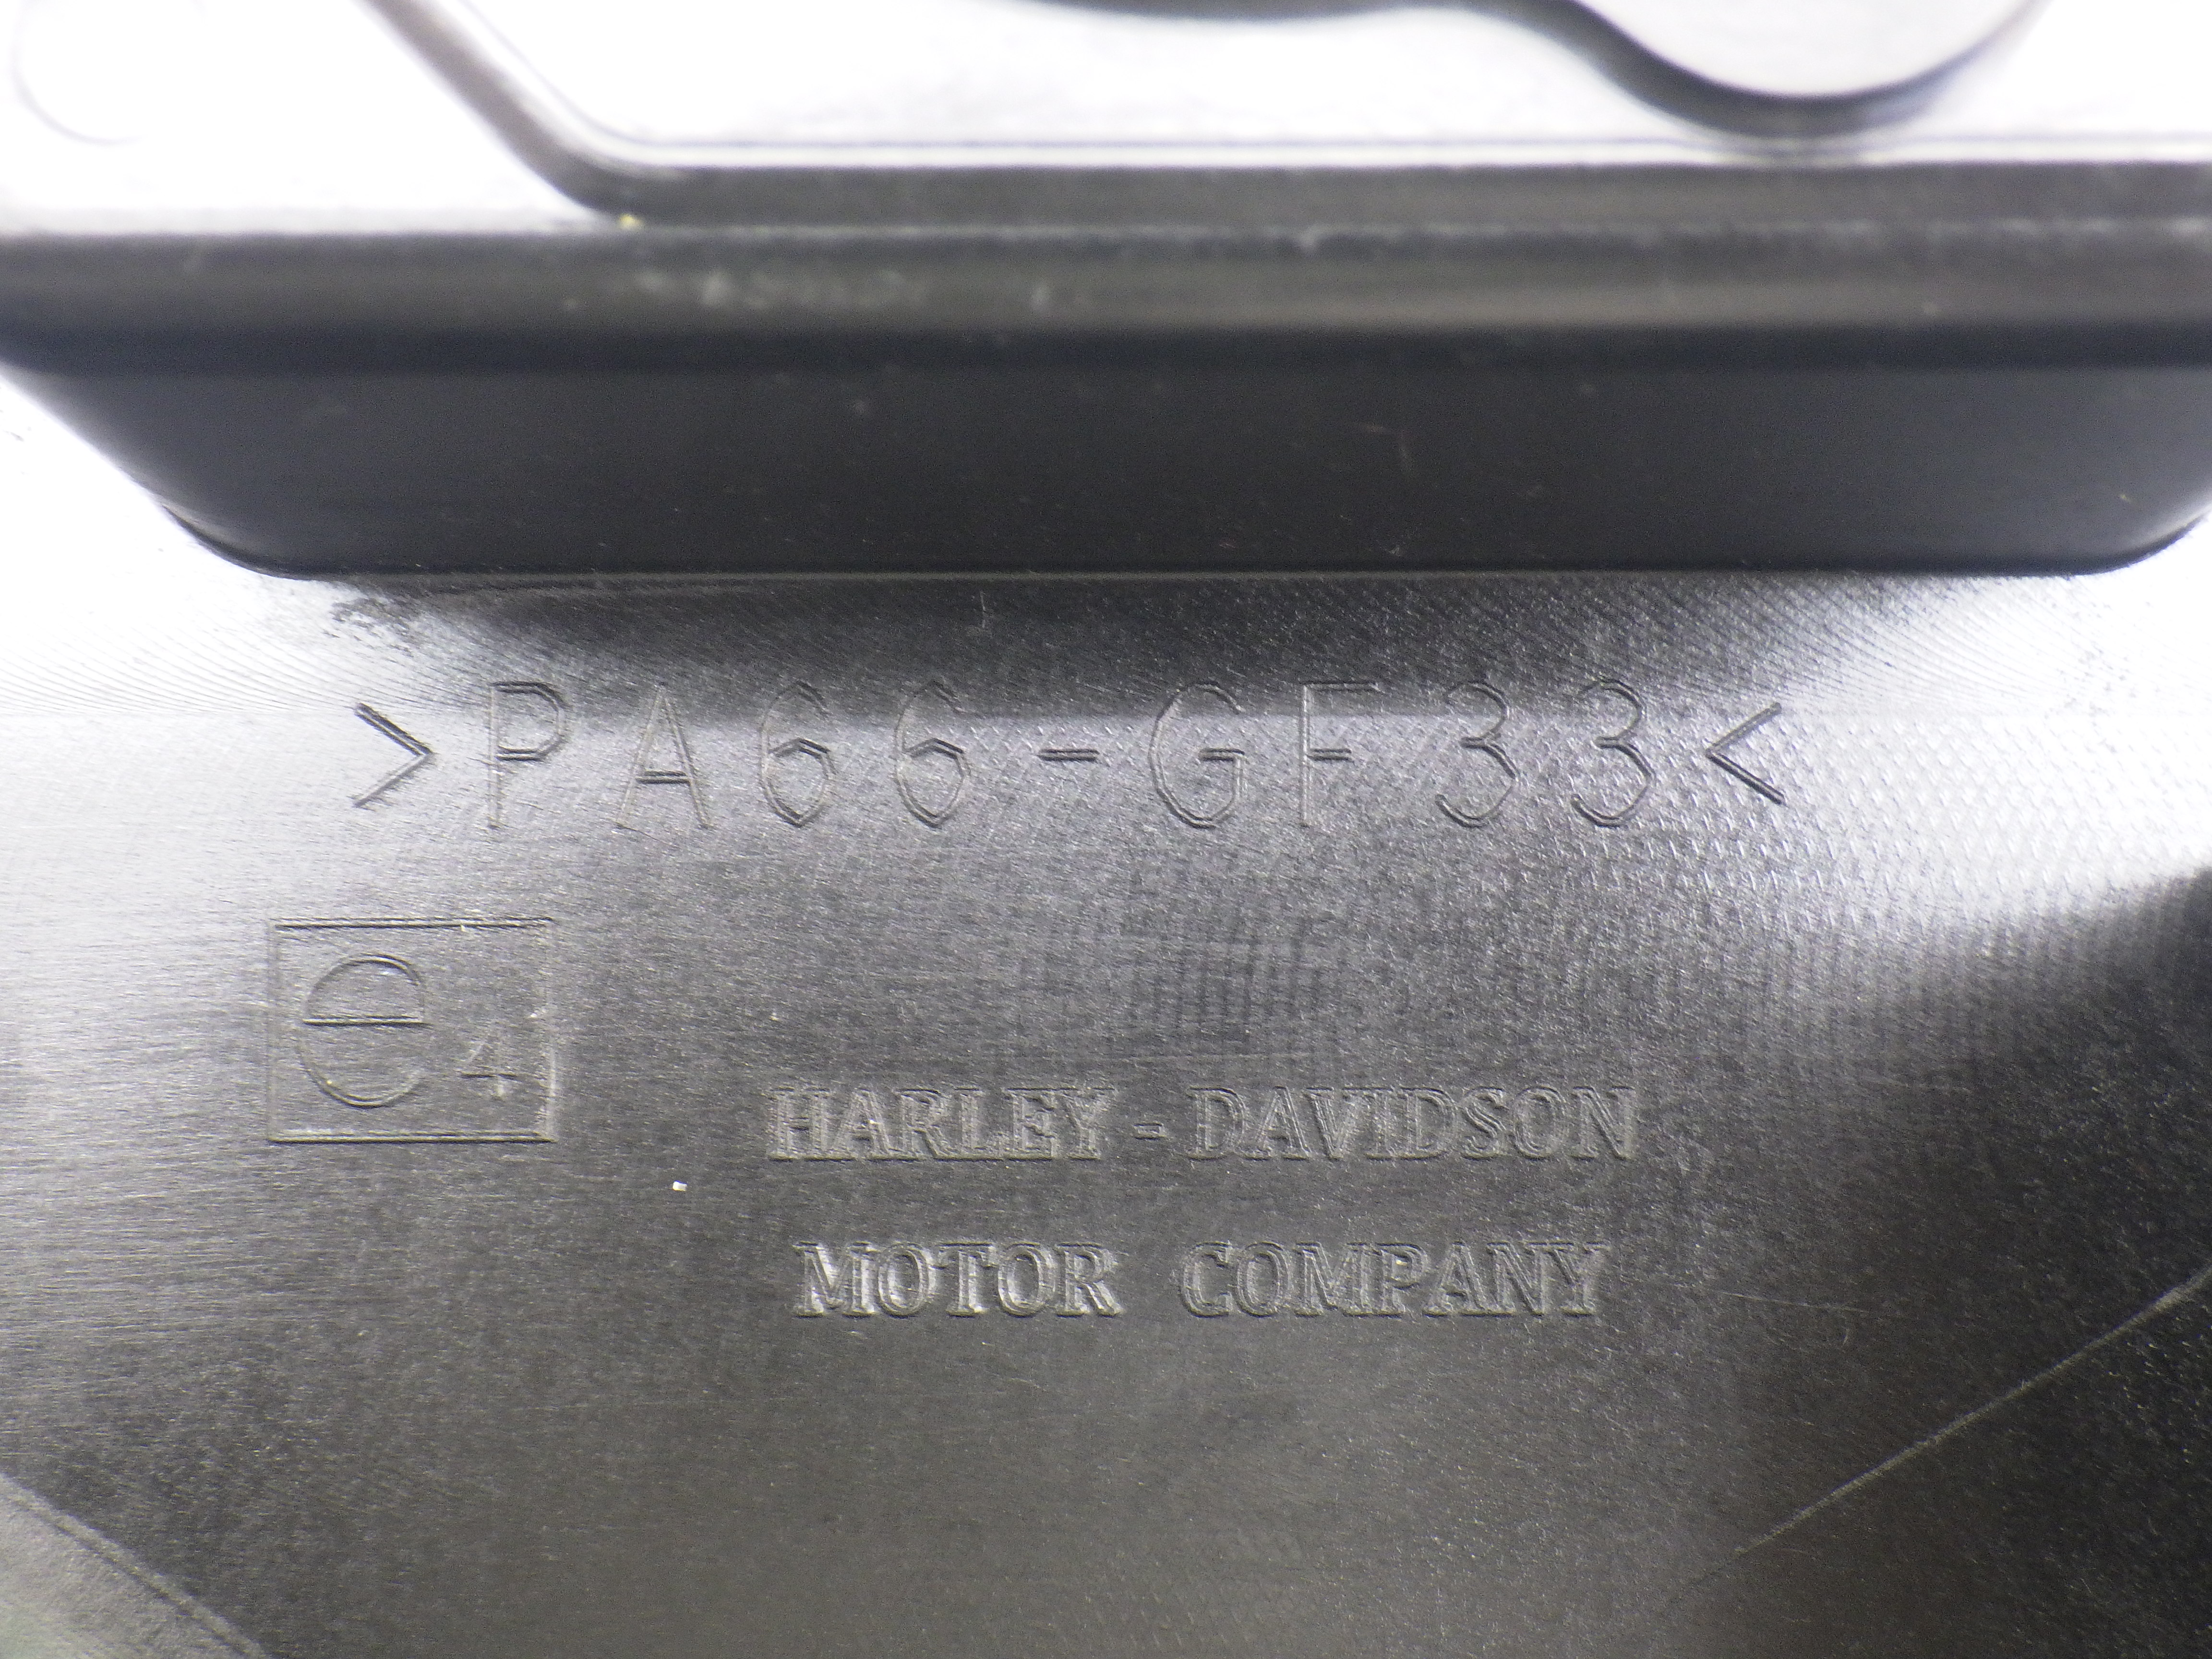 >PA66-GF33<
e4
HARLEY-DAVIDSON
MOTOR COMPANY